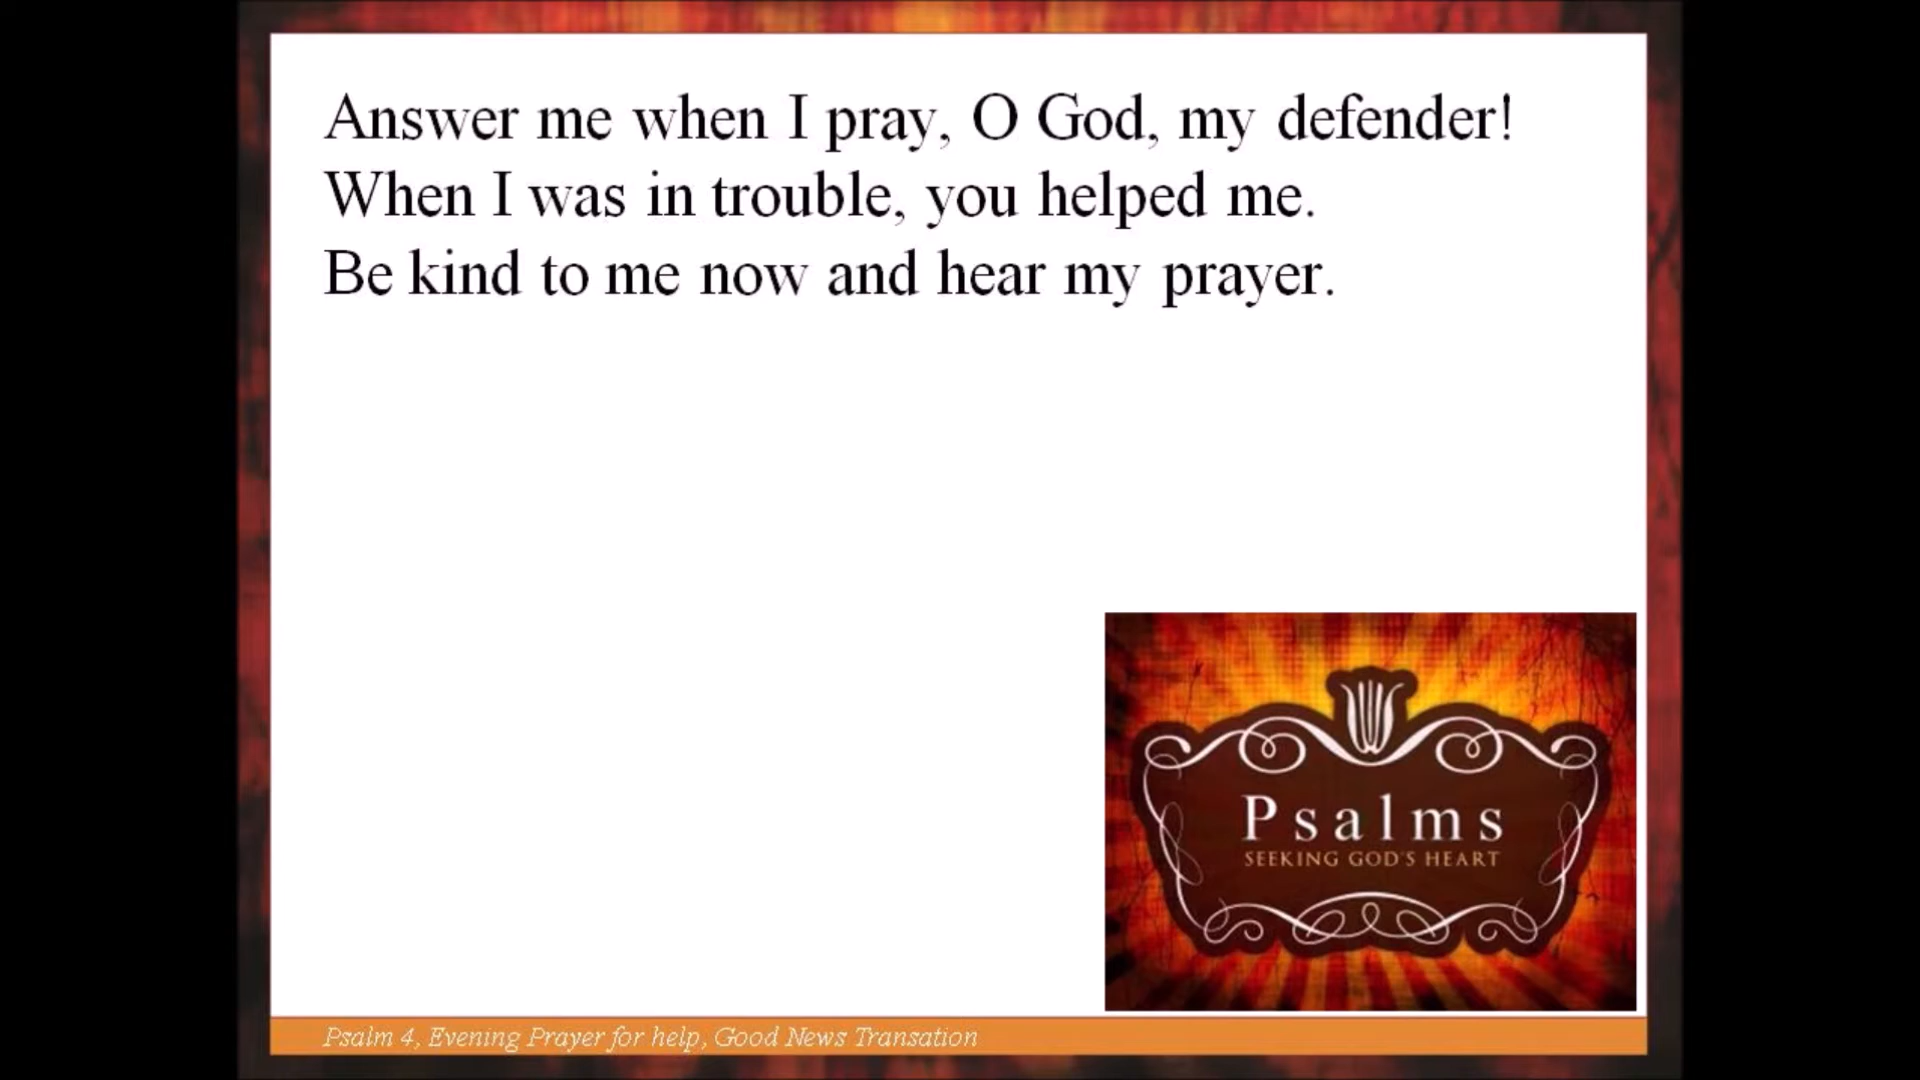 Answer me when I pray, O God, my defender!
When I was in trouble, you helped me.
Be kind to me now and hear my prayer.
Psalms
SEEKING GOD'S HEART
Psalm 4, Evening Prayer for help, Good News Transation